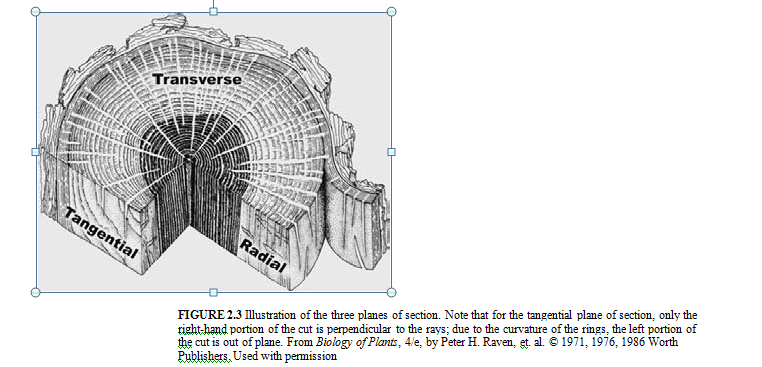 Transverse
Tangential
Radial
FIGURE 2.3 Illustration of the three planes of section. Note that for the tangential plane of section, only the
right-hand portion of the cut is perpendicular to the rays; due to the curvature of the rings, the left portion of
the cut is out of plane. From Biology of Plants, 4/e, by Peter H. Raven, et. al. © 1971, 1976, 1986 Worth
Publishers. Used with permission